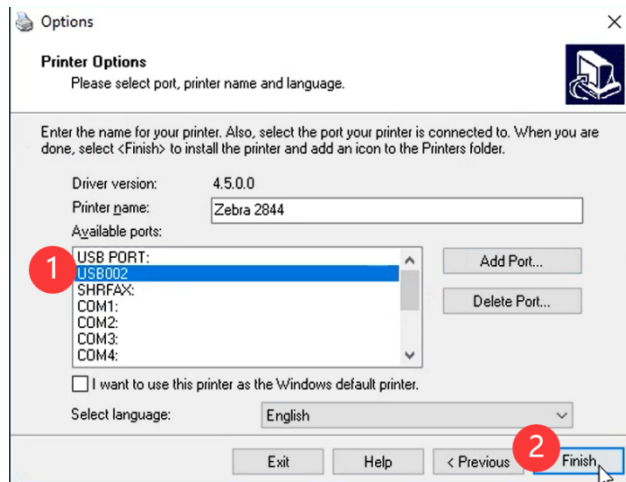 Options
Printer Options
Please select port, printer name and language.
Enter the name for your printer. Also, select the port your printer is connected to. When you are
done, select <Finish> to install the printer and add an icon to the Printers folder.
Driver version: 4.5.0.0
Printer name: Zebra 2844
Available ports:
USB PORT:
1 USB002
SHRFAX:
COM1:
COM2:
COM3:
COM4:
Add Port...
Delete Port...
I want to use this printer as the Windows default printer.
Select language: English
Exit Help < Previous 2 Finish